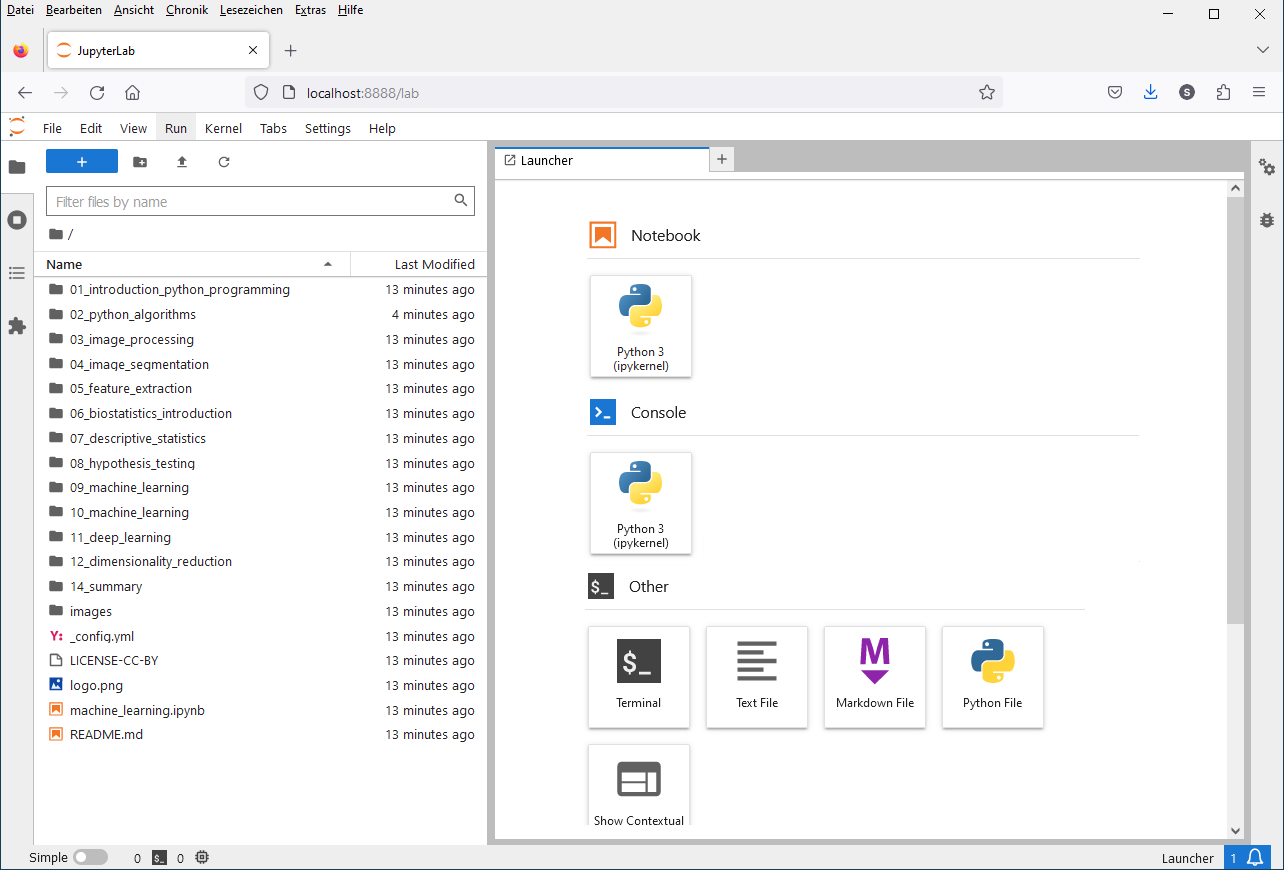 Datei Bearbeiten Ansicht Chronik Lesezeichen Extras Hilfe
JupyterLab
localhost:8888/lab
S
File Edit View Run Kernel Tabs Settings Help
Launcher
Filter files by name
/
Name Last Modified
01_introduction_python_programming 13 minutes ago
02_python_algorithms 4 minutes ago
03_image_processing 13 minutes ago
04_image_segmentation 13 minutes ago
05_feature_extraction 13 minutes ago
06_biostatistics_introduction 13 minutes ago
07_descriptive_statistics 13 minutes ago
08_hypothesis_testing 13 minutes ago
09_machine_learning 13 minutes ago
10_machine_learning 13 minutes ago
11_deep_learning 13 minutes ago
12_dimensionality_reduction 13 minutes ago
14_summary 13 minutes ago
images 13 minutes ago
Y: _config.yml 13 minutes ago
LICENSE-CC-BY 13 minutes ago
logo.png 13 minutes ago
machine_learning.ipynb 13 minutes ago
README.md 13 minutes ago
Notebook
Python 3
(ipykernel)
Console
Python 3
(ipykernel)
$_ Other
$_ M
Terminal Text File Markdown File Python File
Show Contextual
Simple 0 $_ 0 Launcher 1